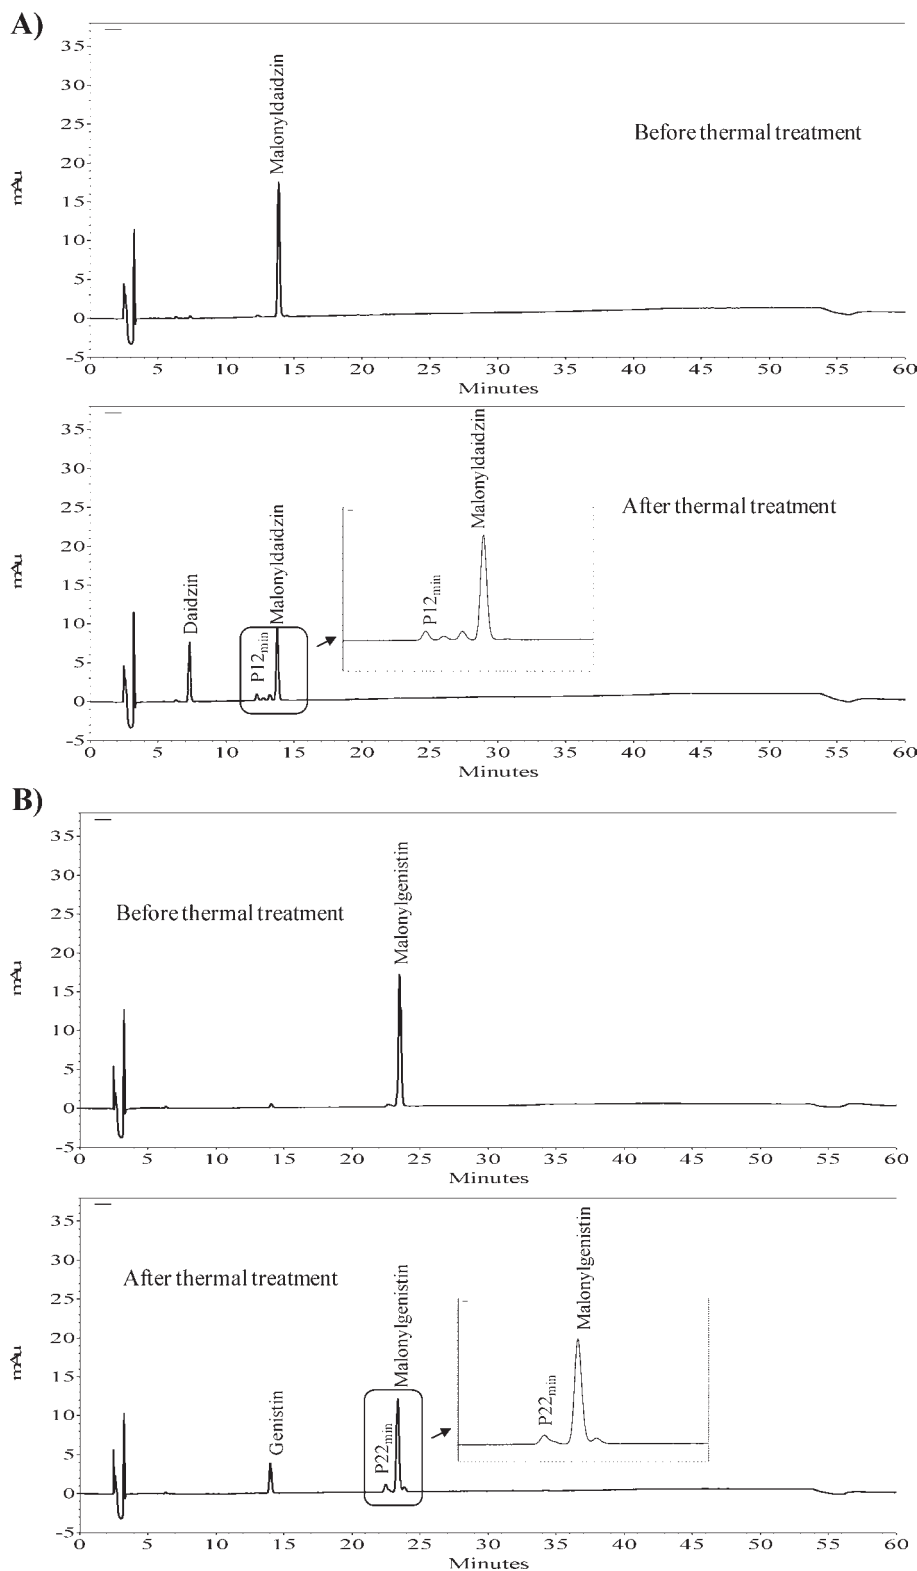 A)
35
30
25
20
15
10
5
0
-5
mAu
Malonyldaidzin
Before thermal treatment
0 5 10 15 20 25 30 35 40 45 50 55 60
Minutes
35
30
25
20
15
10
5
0
-5
mAu
Daidzin
P12min
Malonyldaidzin
P12min
Malonyldaidzin
After thermal treatment
0 5 10 15 20 25 30 35 40 45 50 55 60
Minutes
B)
35
30
25
20
15
10
5
0
-5
mAu
Before thermal treatment
Malonylgenistin
0 5 10 15 20 25 30 35 40 45 50 55 60
Minutes
35
30
25
20
15
10
5
0
-5
mAu
After thermal treatment
Genistin
P22min
Malonylgenistin
P22min
Malonylgenistin
0 5 10 15 20 25 30 35 40 45 50 55 60
Minutes